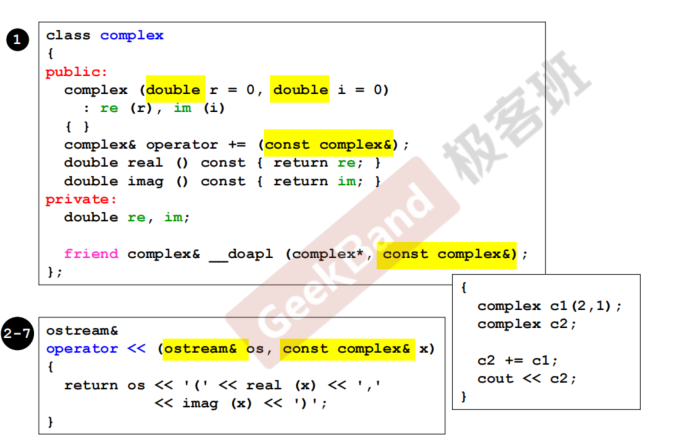 1
class complex
{
public:
complex (double r = 0, double i = 0)
: re (r), im (i)
{ }
complex& operator += (const complex&);
double real () const { return re; }
double imag () const { return im; }
private:
double re, im;
friend complex& __doapl (complex*, const complex&);
};
{
complex c1(2,1);
complex c2;
c2 += c1;
cout << c2;
}
2-7
ostream&
operator << (ostream& os, const complex& x)
{
return os << '(' << real (x) << ','
<< imag (x) << ')';
}
GeekBand 极客班